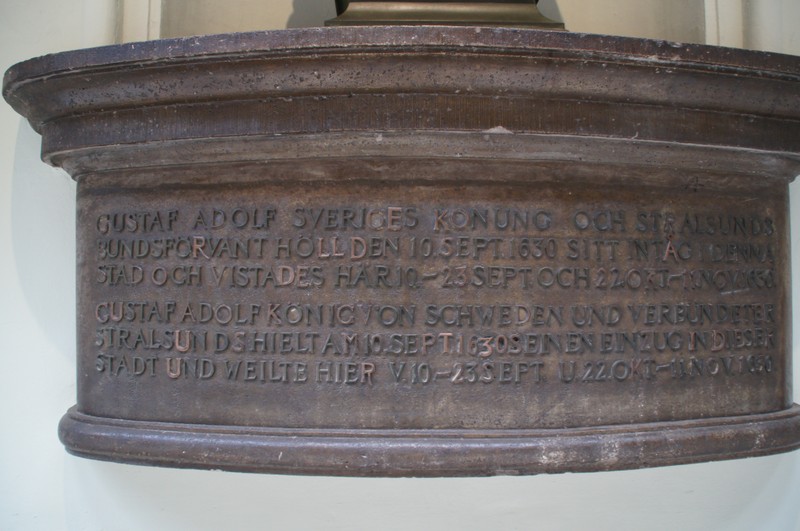 GUSTAF ADOLF SVERIGES KONUNG OCH STRALSUNDS
BUNDSFÖRVANT HÖLL DEN 10.SEPT.1630 SITT INTÅG I DENNA
STAD OCH VISTADES HÄR 10.–23.SEPT.OCH 22.OKT.–1.NOV.1630.
GUSTAF ADOLF KÖNIG VON SCHWEDEN UND VERBÜNDETER
STRALSUNDS HIELT AM 10.SEPT.1630 SEINEN EINZUG IN DIESER
STADT UND WEILTE HIER V.10.–23.SEPT. U.22.OKT.–1.NOV.1630.